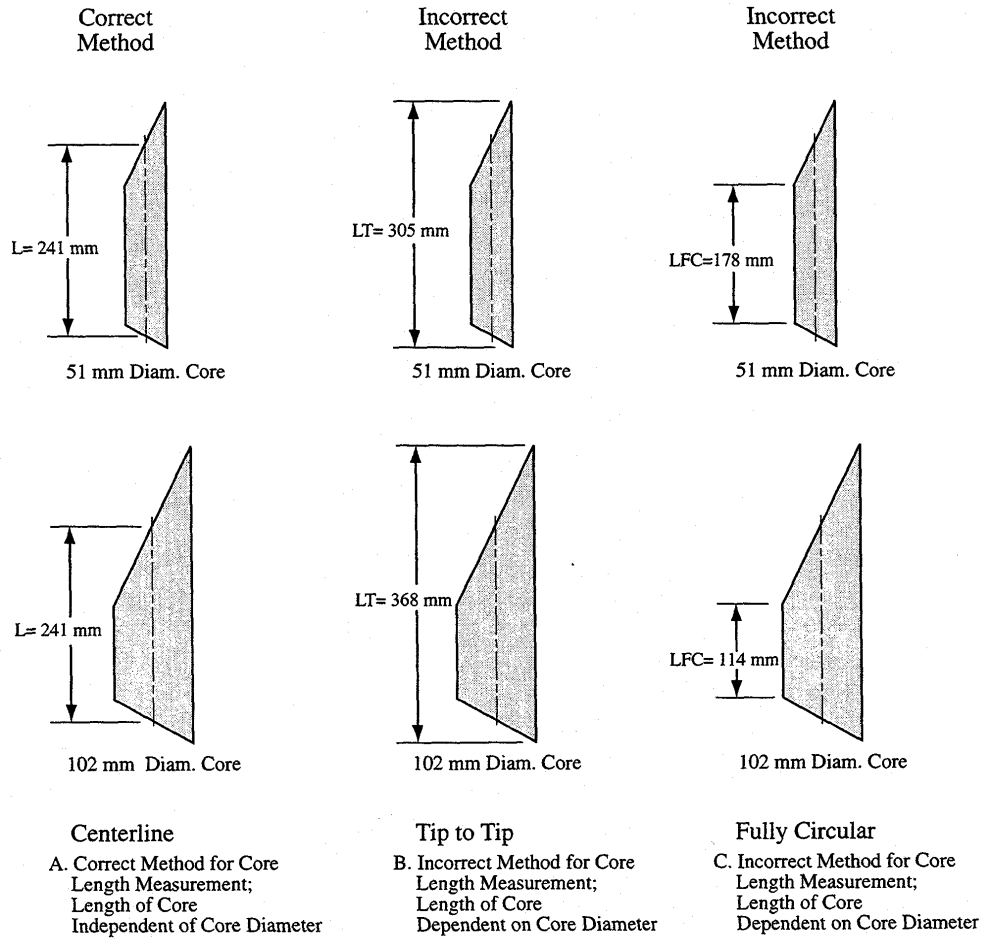 Correct
Method
Incorrect
Method
Incorrect
Method
L= 241 mm
LT= 305 mm
LFC=178 mm
51 mm Diam. Core
51 mm Diam. Core
51 mm Diam. Core
L= 241 mm
LT= 368 mm
LFC= 114 mm
102 mm Diam. Core
102 mm Diam. Core
102 mm Diam. Core
Centerline
A. Correct Method for Core
Length Measurement;
Length of Core
Independent of Core Diameter
Tip to Tip
B. Incorrect Method for Core
Length Measurement;
Length of Core
Dependent on Core Diameter
Fully Circular
C. Incorrect Method for Core
Length Measurement;
Length of Core
Dependent on Core Diameter